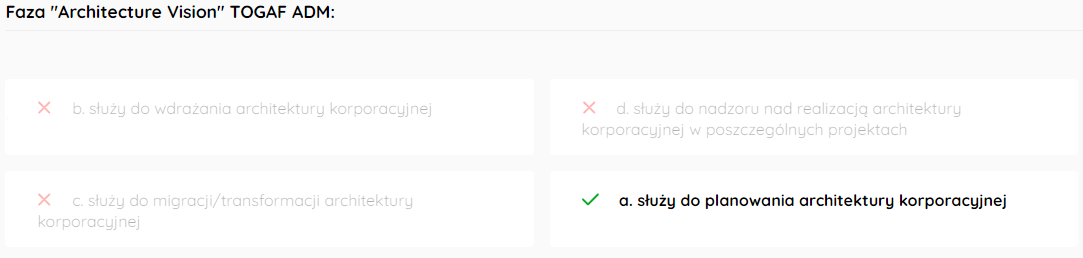 Faza "Architecture Vision" TOGAF ADM:
b. służy do wdrażania architektury korporacyjnej
d. służy do nadzoru nad realizacją architektury
korporacyjnej w poszczególnych projektach
c. służy do migracji/transformacji architektury
korporacyjnej
a. służy do planowania architektury korporacyjnej